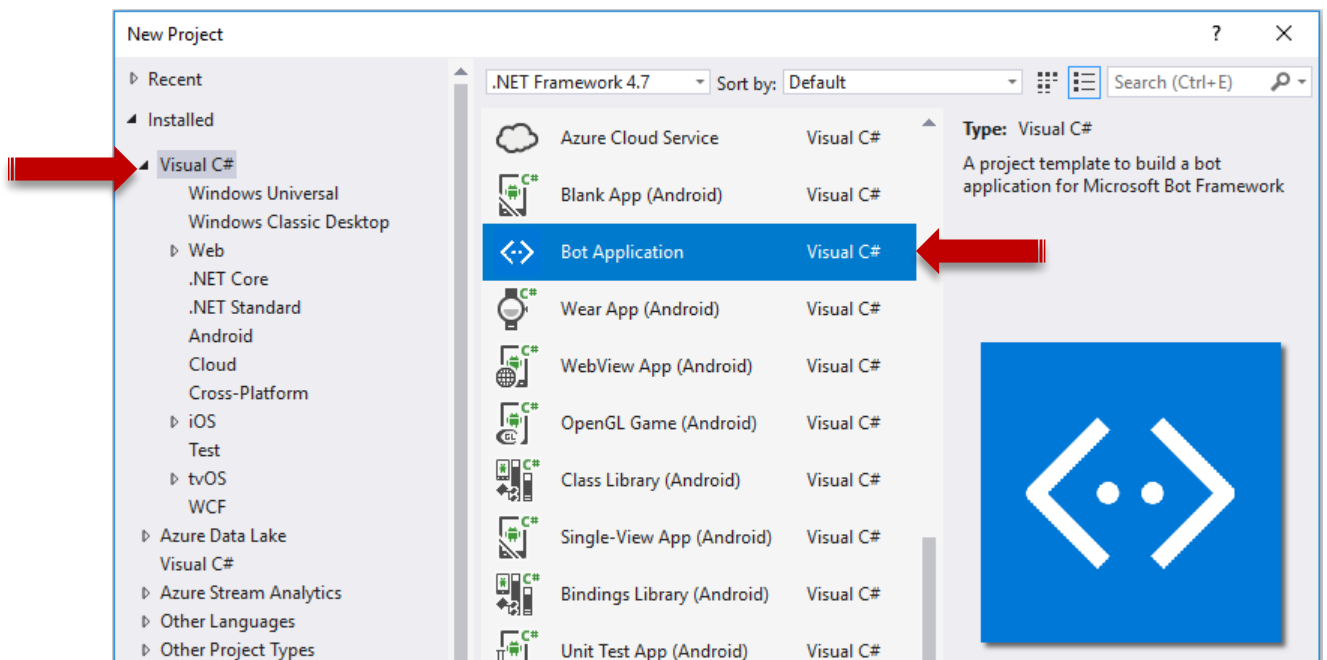 New Project
?
Recent
Installed
Visual C#
Windows Universal
Windows Classic Desktop
Web
.NET Core
.NET Standard
Android
Cloud
Cross-Platform
iOS
Test
tvOS
WCF
Azure Data Lake
Visual C#
Azure Stream Analytics
Other Languages
Other Project Types
.NET Framework 4.7 Sort by: Default Search (Ctrl+E)
Azure Cloud Service Visual C#
C# Blank App (Android) Visual C#
Bot Application Visual C#
C# Wear App (Android) Visual C#
C# WebView App (Android) Visual C#
C# GL OpenGL Game (Android) Visual C#
C# Class Library (Android) Visual C#
C# Single-View App (Android) Visual C#
C# Bindings Library (Android) Visual C#
C# Unit Test App (Android) Visual C#
Type: Visual C#
A project template to build a bot
application for Microsoft Bot Framework